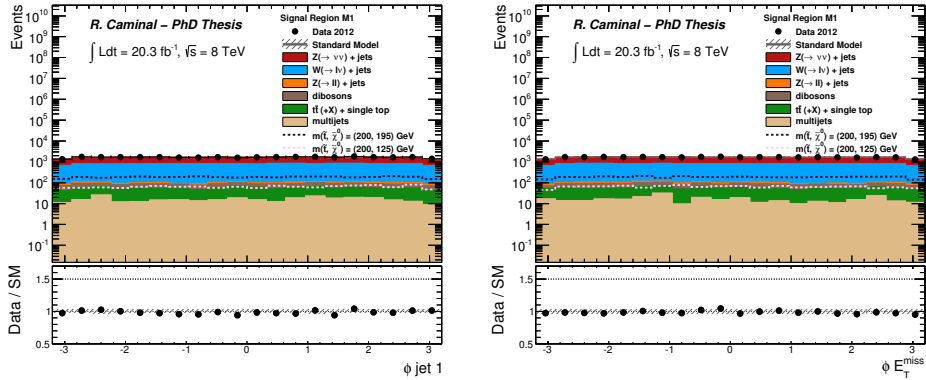 Events
10^10
10^9
10^8
10^7
10^6
10^5
10^4
10^3
10^2
10
1
10^-1
R. Caminal – PhD Thesis
∫ Ldt = 20.3 fb^-1, √s = 8 TeV
Signal Region M1
Data 2012
Standard Model
Z(→ νν) + jets
W(→ lν) + jets
Z(→ ll) + jets
dibosons
tt̄ (+X) + single top
multijets
m(t̃, χ̃^0) = (200, 195) GeV
m(t̃, χ̃^0) = (200, 125) GeV
Data / SM
1.5
1
0.5
-3 -2 -1 0 1 2 3
ϕ jet 1
Events
10^10
10^9
10^8
10^7
10^6
10^5
10^4
10^3
10^2
10
1
10^-1
R. Caminal – PhD Thesis
∫ Ldt = 20.3 fb^-1, √s = 8 TeV
Signal Region M1
Data 2012
Standard Model
Z(→ νν) + jets
W(→ lν) + jets
Z(→ ll) + jets
dibosons
tt̄ (+X) + single top
multijets
m(t̃, χ̃^0) = (200, 195) GeV
m(t̃, χ̃^0) = (200, 125) GeV
Data / SM
1.5
1
0.5
-3 -2 -1 0 1 2 3
ϕ E_T^miss